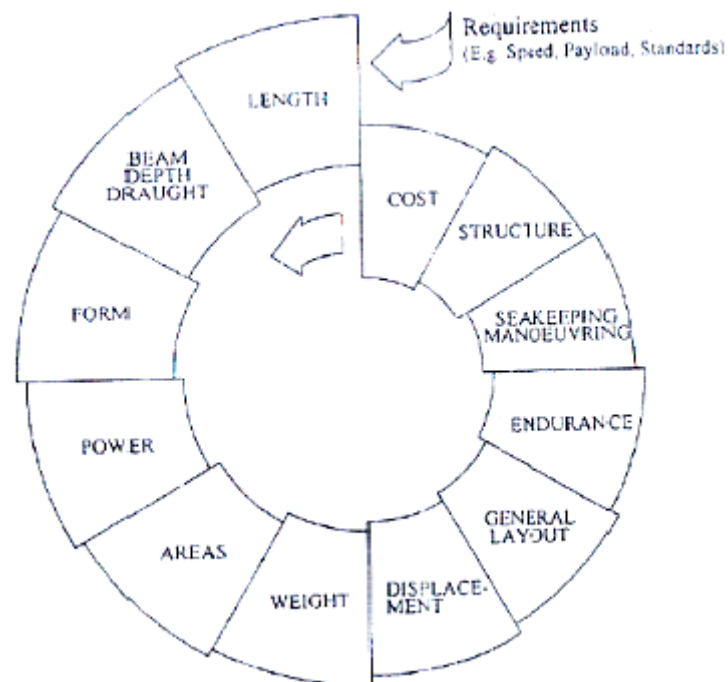 Requirements
(E.g. Speed, Payload, Standards)
LENGTH
BEAM
DEPTH
DRAUGHT
FORM
POWER
AREAS
WEIGHT
DISPLACE-
MENT
GENERAL
LAYOUT
ENDURANCE
SEAKEEPING
MANOEUVRING
STRUCTURE
COST